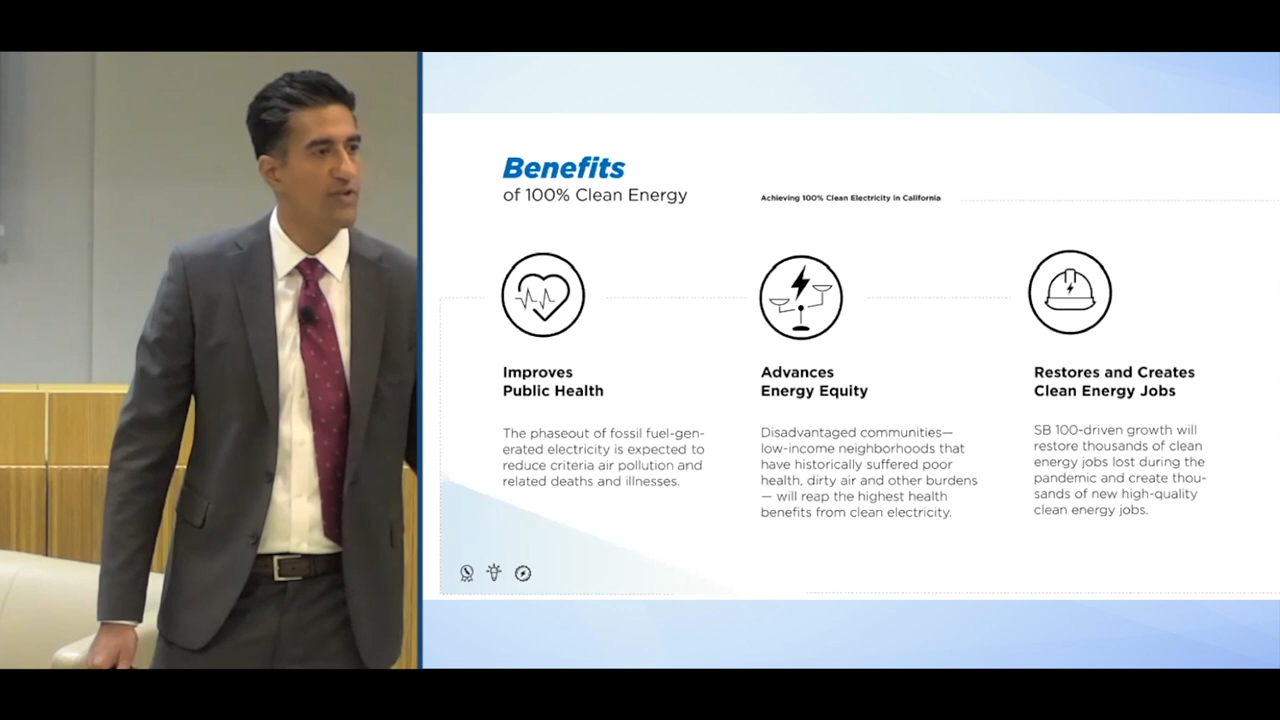 Benefits
of 100% Clean Energy
Achieving 100% Clean Electricity in California
Improves
Public Health
The phaseout of fossil fuel-gen-
erated electricity is expected to
reduce criteria air pollution and
related deaths and illnesses.
Advances
Energy Equity
Disadvantaged communities—
low-income neighborhoods that
have historically suffered poor
health, dirty air and other burdens
— will reap the highest health
benefits from clean electricity.
Restores and Creates
Clean Energy Jobs
SB 100-driven growth will
restore thousands of clean
energy jobs lost during the
pandemic and create thou-
sands of new high-quality
clean energy jobs.